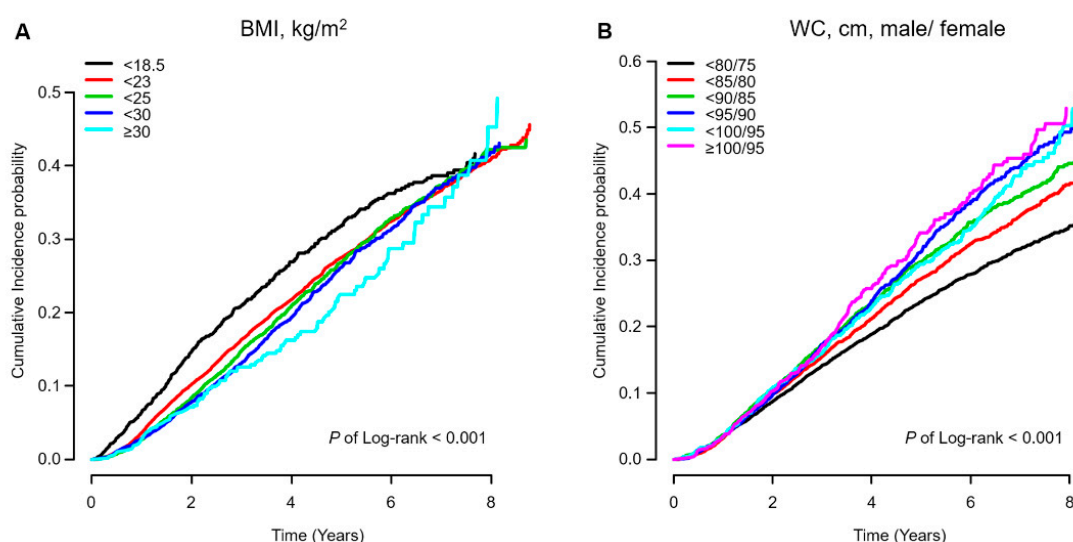 A
BMI, kg/m²
<18.5
<23
<25
<30
≥30
Cumulative Incidence probability
0.5
0.4
0.3
0.2
0.1
0.0
P of Log-rank < 0.001
0 2 4 6 8
Time (Years)
B
WC, cm, male/ female
<80/75
<85/80
<90/85
<95/90
<100/95
≥100/95
Cumulative Incidence probability
0.6
0.5
0.4
0.3
0.2
0.1
0.0
P of Log-rank < 0.001
0 2 4 6 8
Time (Years)